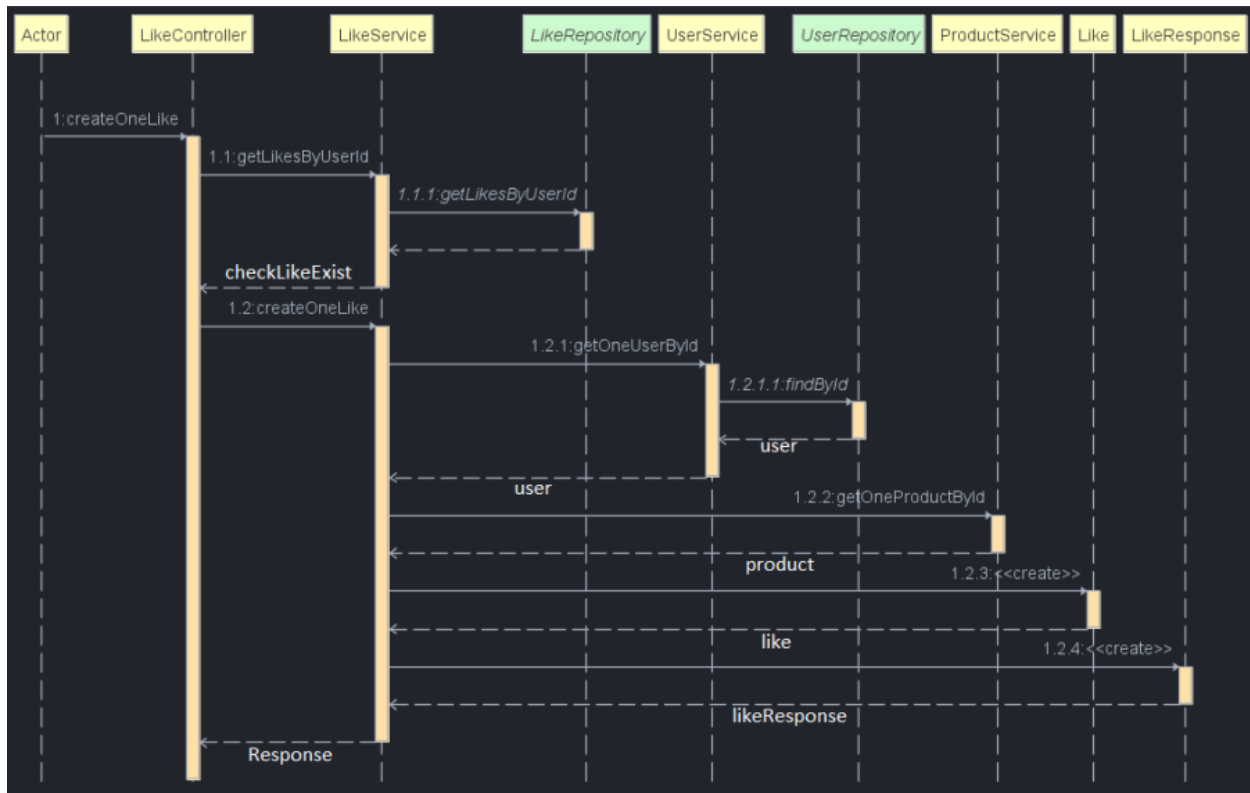 Actor
LikeController
LikeService
LikeRepository
UserService
UserRepository
ProductService
Like
LikeResponse
1:createOneLike
1.1:getLikesByUserId
1.1.1:getLikesByUserId
checkLikeExist
1.2:createOneLike
1.2.1:getOneUserById
1.2.1.1:findById
user
user
1.2.2:getOneProductById
product
1.2.3:<<create>>
like
1.2.4:<<create>>
likeResponse
Response